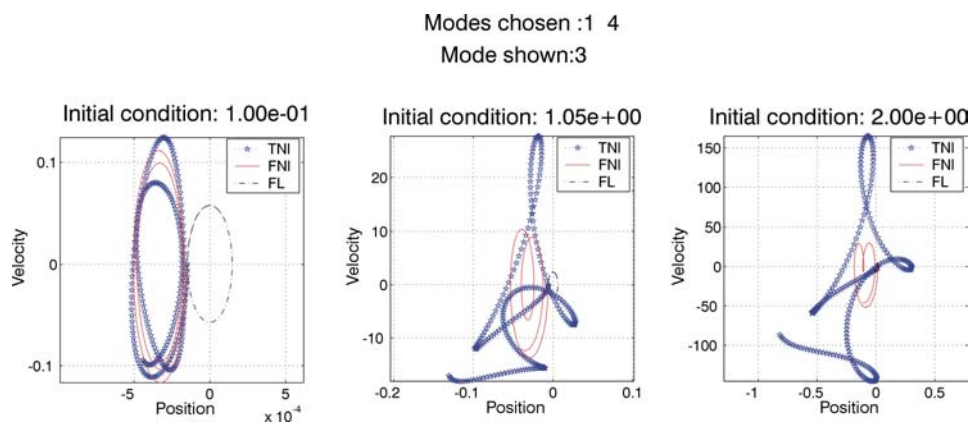 Modes chosen :1 4
Mode shown:3
Initial condition: 1.00e-01
TNI
FNI
FL
0.1
0
-0.1
Velocity
-5
0
5
Position
x 10⁻⁴
Initial condition: 1.05e+00
TNI
FNI
FL
20
10
0
-10
Velocity
-0.2
-0.1
0
0.1
Position
Initial condition: 2.00e+00
TNI
FNI
FL
150
100
50
0
-50
-100
Velocity
-1
-0.5
0
0.5
Position